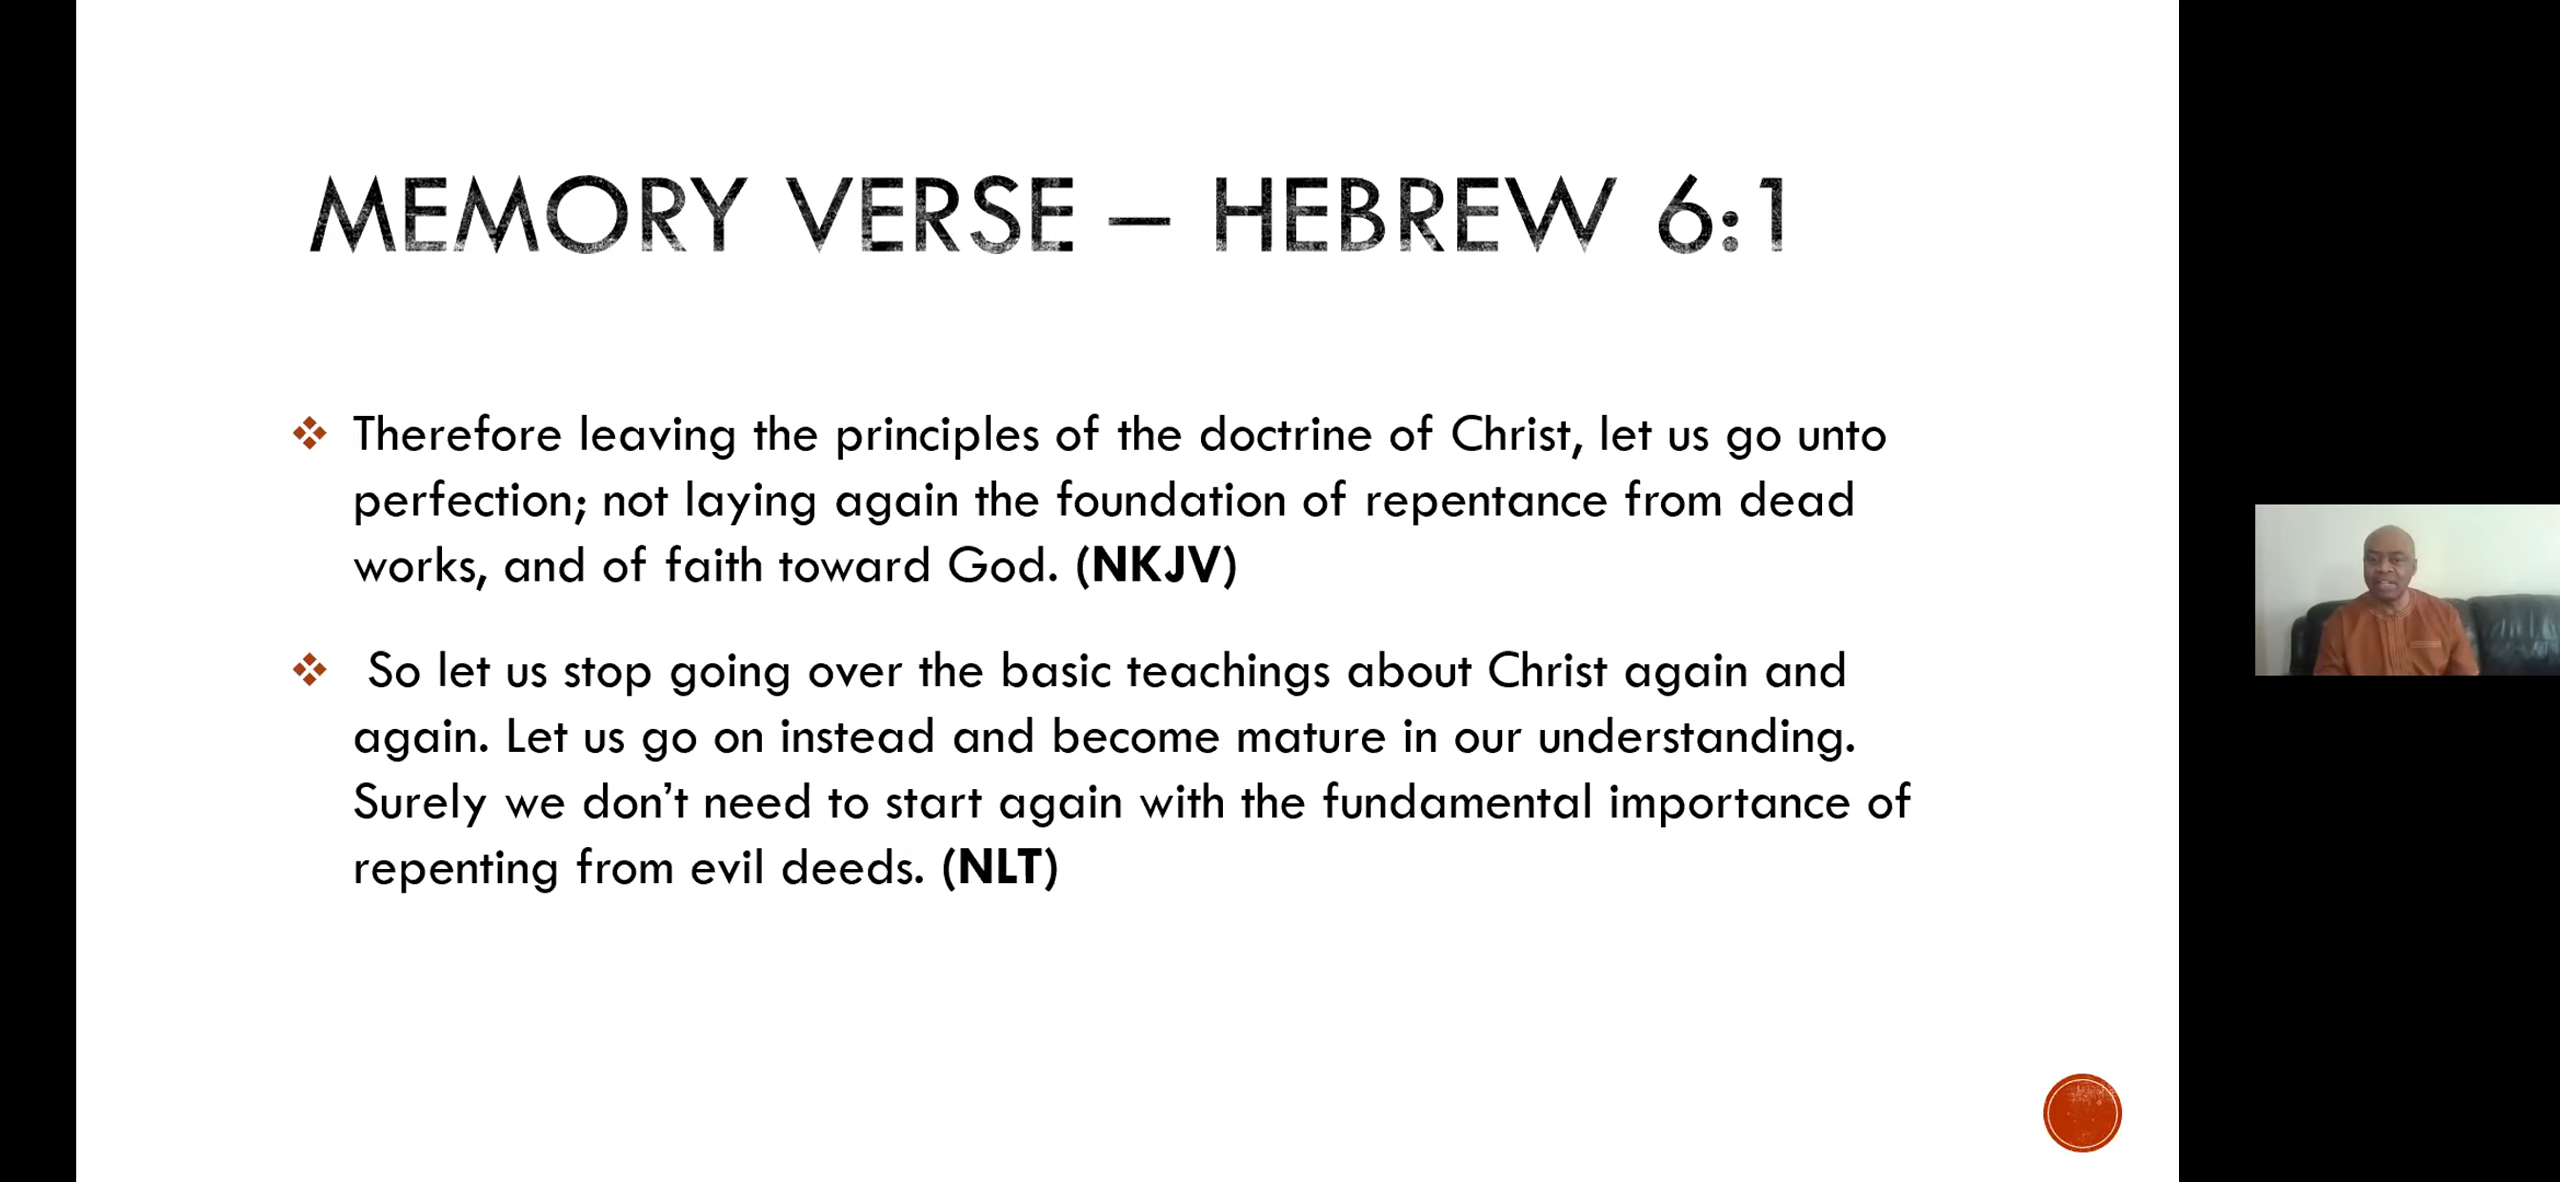 MEMORY VERSE – HEBREW 6:1
Therefore leaving the principles of the doctrine of Christ, let us go unto
perfection; not laying again the foundation of repentance from dead
works, and of faith toward God. (NKJV)
So let us stop going over the basic teachings about Christ again and
again. Let us go on instead and become mature in our understanding.
Surely we don’t need to start again with the fundamental importance of
repenting from evil deeds. (NLT)